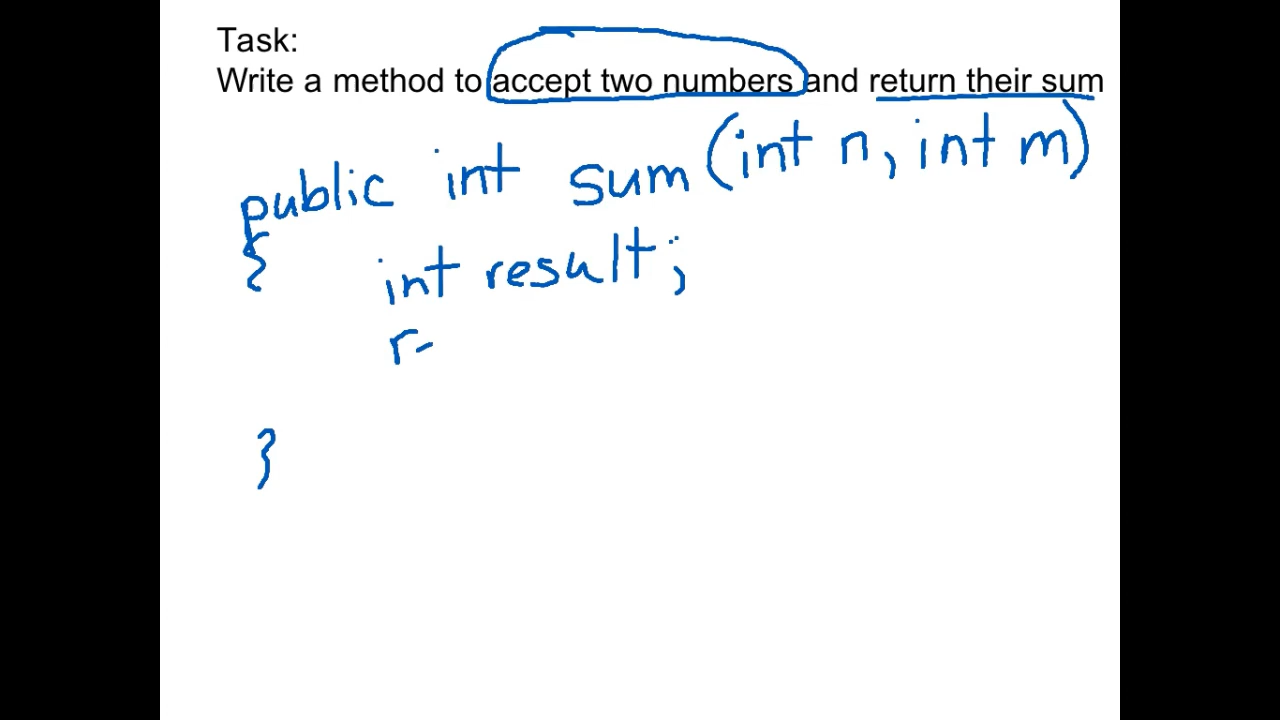 Task:
Write a method to accept two numbers and return their sum
public int sum (int n, int m)
{ int result;
r
}